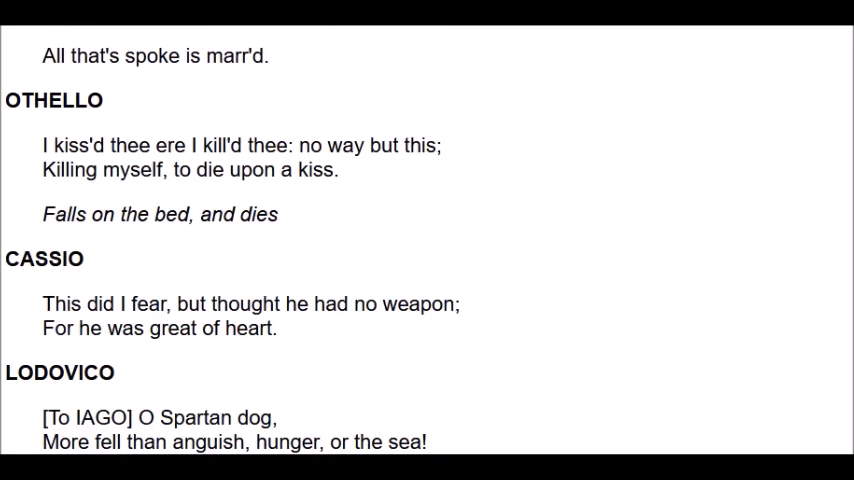 All that's spoke is marr'd.
OTHELLO
I kiss'd thee ere I kill'd thee: no way but this;
Killing myself, to die upon a kiss.
Falls on the bed, and dies
CASSIO
This did I fear, but thought he had no weapon;
For he was great of heart.
LODOVICO
[To IAGO] O Spartan dog,
More fell than anguish, hunger, or the sea!